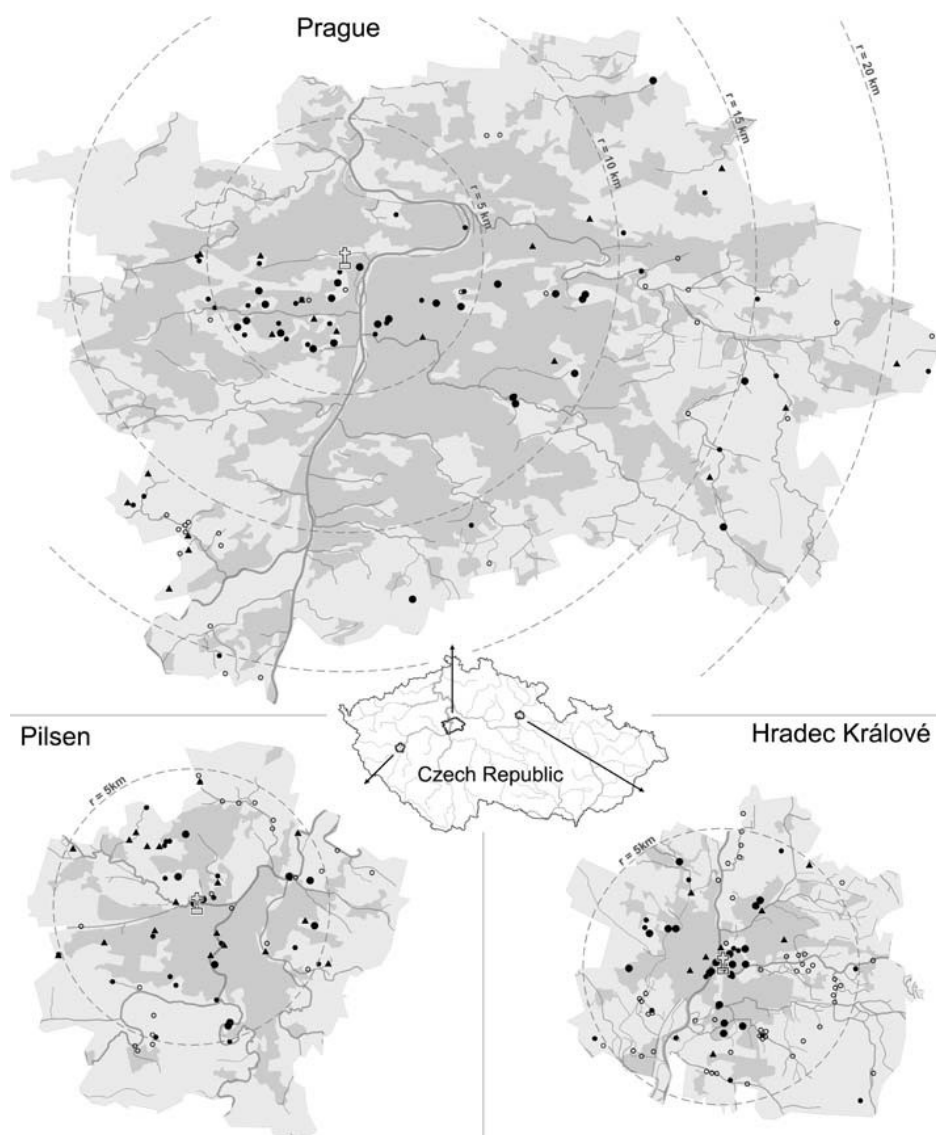 Prague
r = 20 km
r = 15 km
r = 10 km
r = 5 km
Pilsen
Hradec Králové
Czech Republic
r = 5km
r = 5km